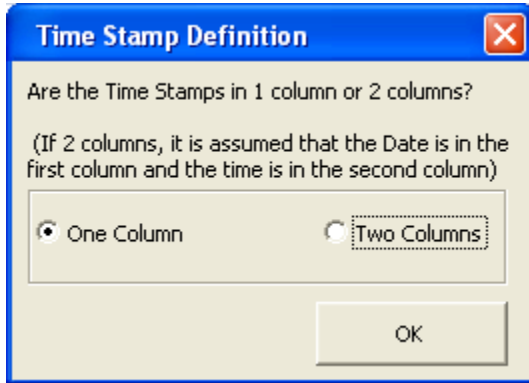 Time Stamp Definition
Are the Time Stamps in 1 column or 2 columns?
(If 2 columns, it is assumed that the Date is in the
first column and the time is in the second column)
One Column
Two Columns
OK